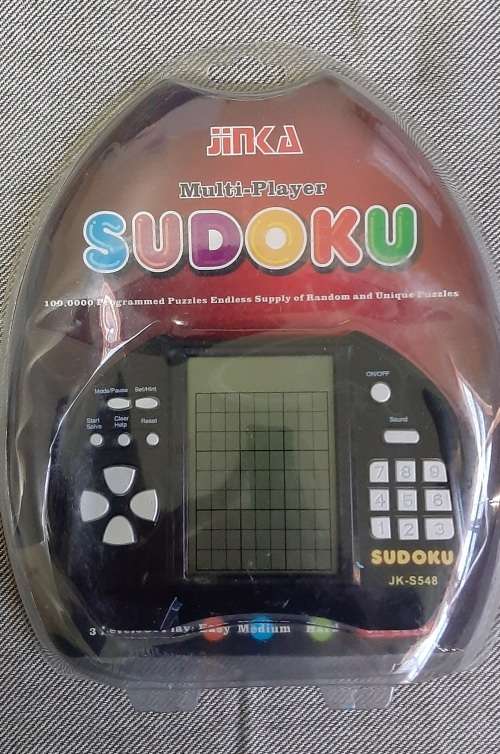 JINKA
Multi-Player
SUDOKU
100,0000 Programmed Puzzles Endless Supply of Random and Unique Puzzles
ON/OFF
Mode/Pause Set/Hint
Sound
Start Clear Reset
Solve Help
7 8 9
4 5 6
1 2 3
SUDOKU
JK-S548
3 Play: Easy Medium